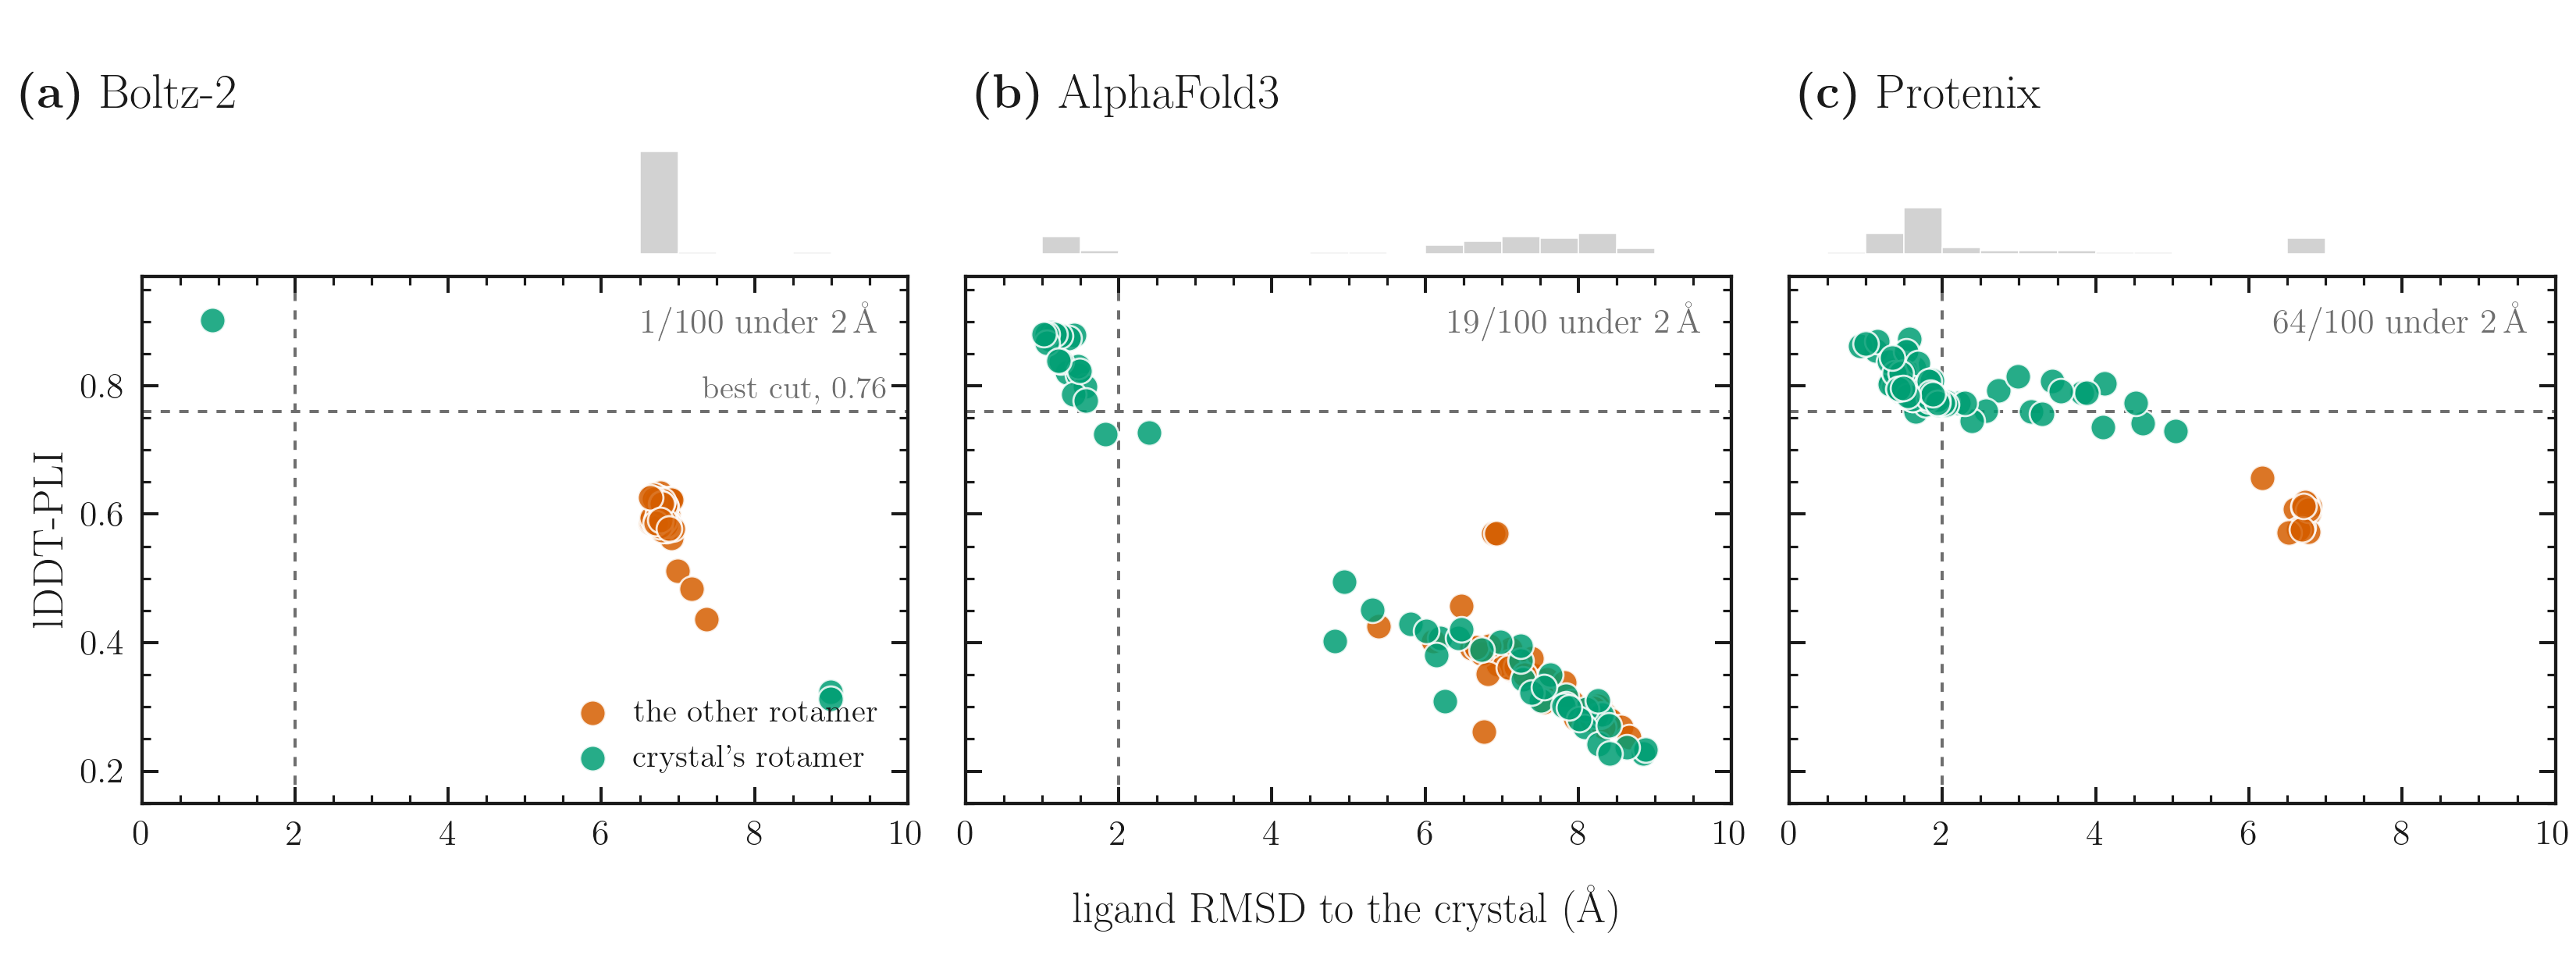 (a) Boltz-2
(b) AlphaFold3
(c) Protenix
1/100 under 2 Å
19/100 under 2 Å
64/100 under 2 Å
best cut, 0.76
lDDT-PLI
0.8
0.6
0.4
0.2
the other rotamer
crystal's rotamer
0 2 4 6 8 10
0 2 4 6 8 10
0 2 4 6 8 10
ligand RMSD to the crystal (Å)